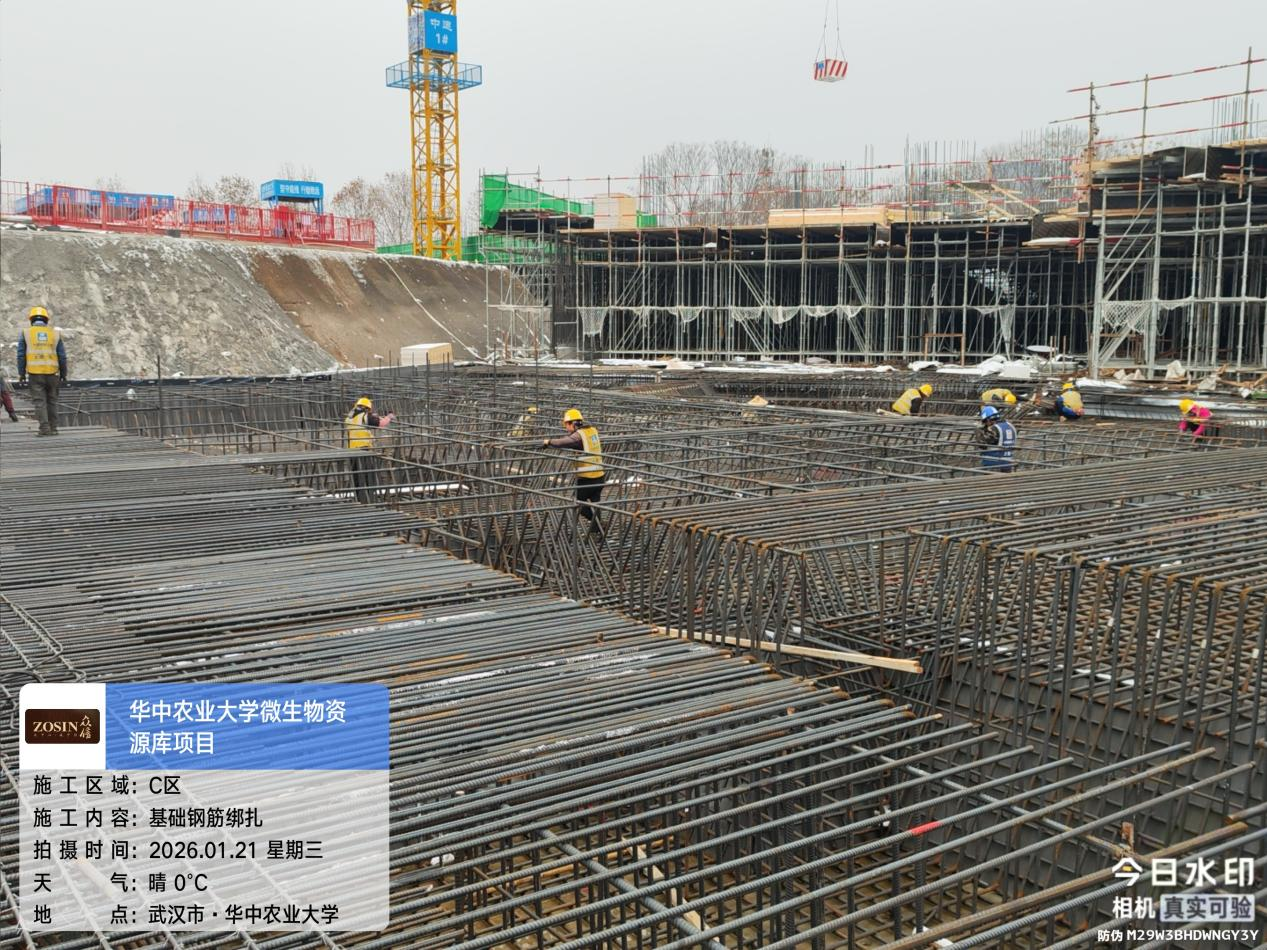 中建
1#
ZOSIN 众信
华中农业大学微生物资
源库项目
施工区域：C区
施工内容：基础钢筋绑扎
拍摄时间：2026.01.21 星期三
天气：晴 0℃
地点：武汉市·华中农业大学
今日水印
相机 真实可验
防伪 M29W3BHDWNGY3Y